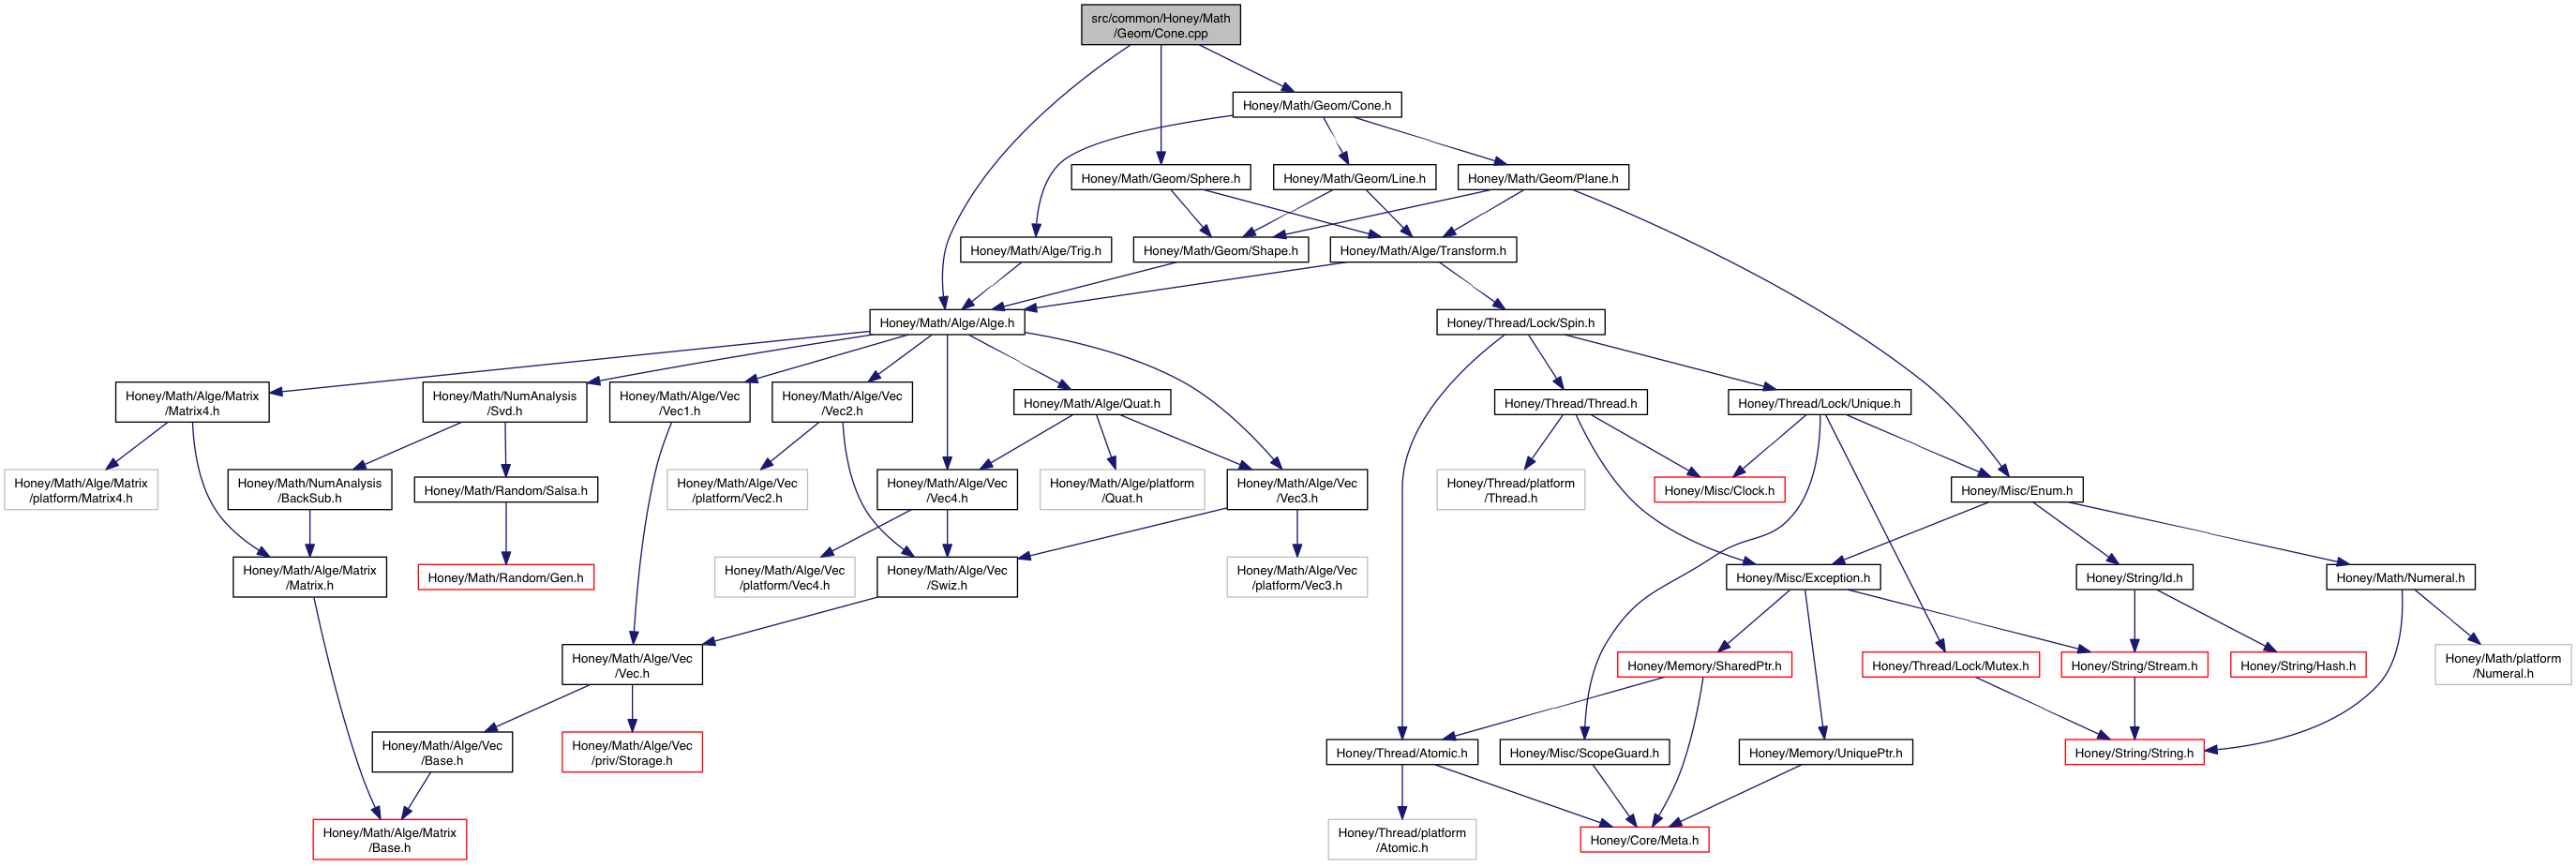 src/common/Honey/Math
/Geom/Cone.cpp
Honey/Math/Geom/Cone.h
Honey/Math/Geom/Sphere.h
Honey/Math/Geom/Line.h
Honey/Math/Geom/Plane.h
Honey/Math/Alge/Trig.h
Honey/Math/Geom/Shape.h
Honey/Math/Alge/Transform.h
Honey/Math/Alge/Alge.h
Honey/Thread/Lock/Spin.h
Honey/Math/Alge/Matrix
/Matrix4.h
Honey/Math/NumAnalysis
/Svd.h
Honey/Math/Alge/Vec
/Vec1.h
Honey/Math/Alge/Vec
/Vec2.h
Honey/Math/Alge/Quat.h
Honey/Thread/Thread.h
Honey/Thread/Lock/Unique.h
Honey/Math/Alge/Matrix
/platform/Matrix4.h
Honey/Math/NumAnalysis
/BackSub.h
Honey/Math/Random/Salsa.h
Honey/Math/Alge/Vec
/platform/Vec2.h
Honey/Math/Alge/Vec
/Vec4.h
Honey/Math/Alge/platform
/Quat.h
Honey/Math/Alge/Vec
/Vec3.h
Honey/Thread/platform
/Thread.h
Honey/Misc/Clock.h
Honey/Misc/Enum.h
Honey/Math/Alge/Matrix
/Matrix.h
Honey/Math/Random/Gen.h
Honey/Math/Alge/Vec
/platform/Vec4.h
Honey/Math/Alge/Vec
/Swiz.h
Honey/Math/Alge/Vec
/platform/Vec3.h
Honey/Misc/Exception.h
Honey/String/Id.h
Honey/Math/Numeral.h
Honey/Math/Alge/Vec
/Vec.h
Honey/Memory/SharedPtr.h
Honey/Thread/Lock/Mutex.h
Honey/String/Stream.h
Honey/String/Hash.h
Honey/Math/platform
/Numeral.h
Honey/Math/Alge/Vec
/Base.h
Honey/Math/Alge/Vec
/priv/Storage.h
Honey/Thread/Atomic.h
Honey/Misc/ScopeGuard.h
Honey/Memory/UniquePtr.h
Honey/String/String.h
Honey/Math/Alge/Matrix
/Base.h
Honey/Thread/platform
/Atomic.h
Honey/Core/Meta.h